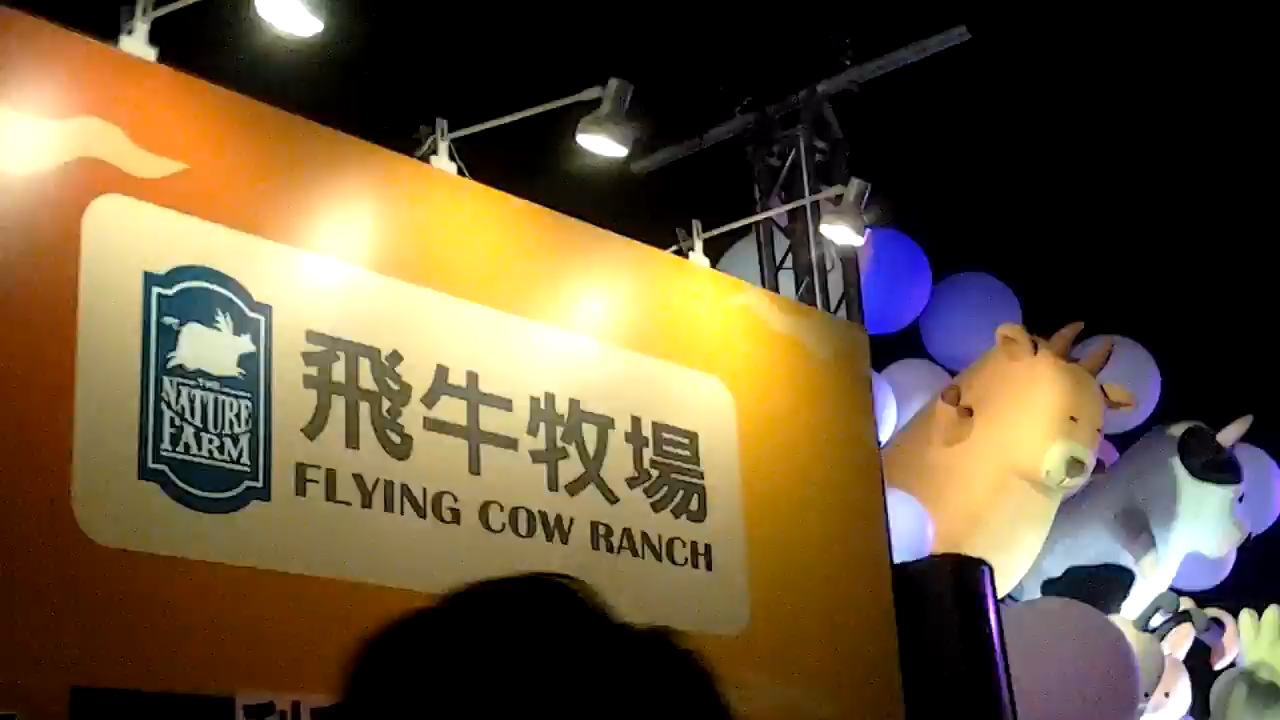 THE
NATURE
FARM
飛牛牧場
FLYING COW RANCH